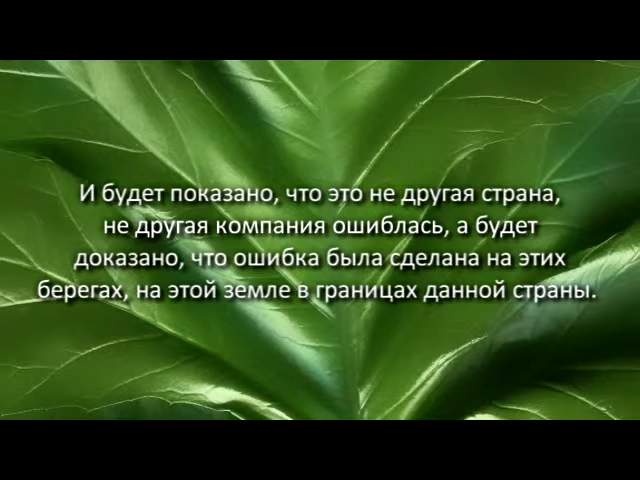 И будет показано, что это не другая страна,
не другая компания ошиблась, а будет
доказано, что ошибка была сделана на этих
берегах, на этой земле в границах данной страны.